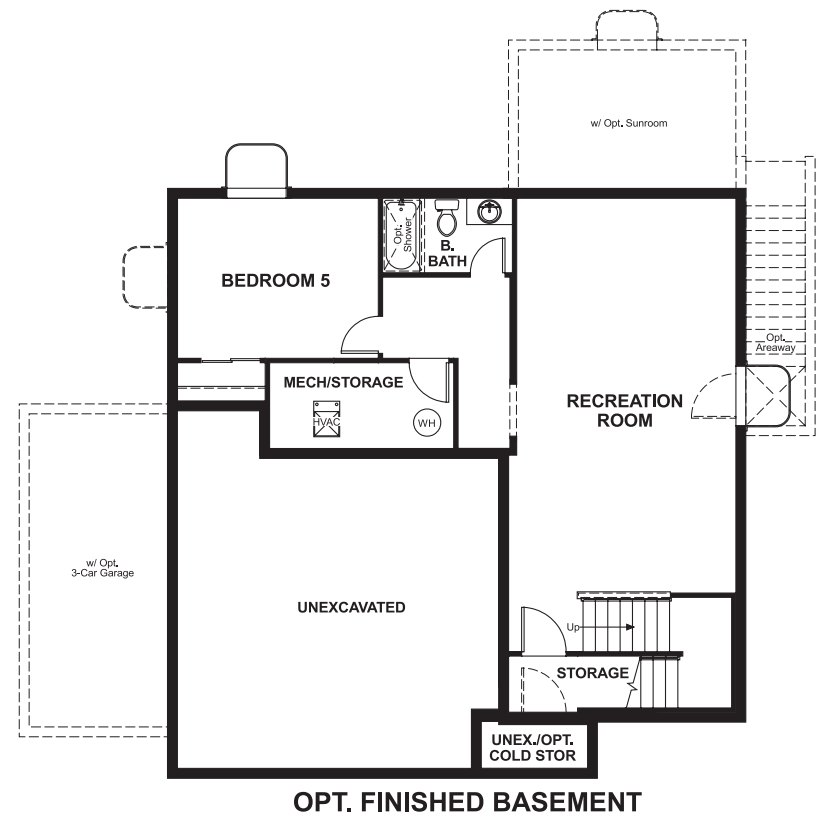 w/ Opt. Sunroom
Opt.
Shower
B.
BATH
BEDROOM 5
Opt.
Areaway
MECH/STORAGE
HVAC
WH
RECREATION
ROOM
w/ Opt.
3-Car Garage
UNEXCAVATED
Up
STORAGE
UNEX./OPT.
COLD STOR
OPT. FINISHED BASEMENT